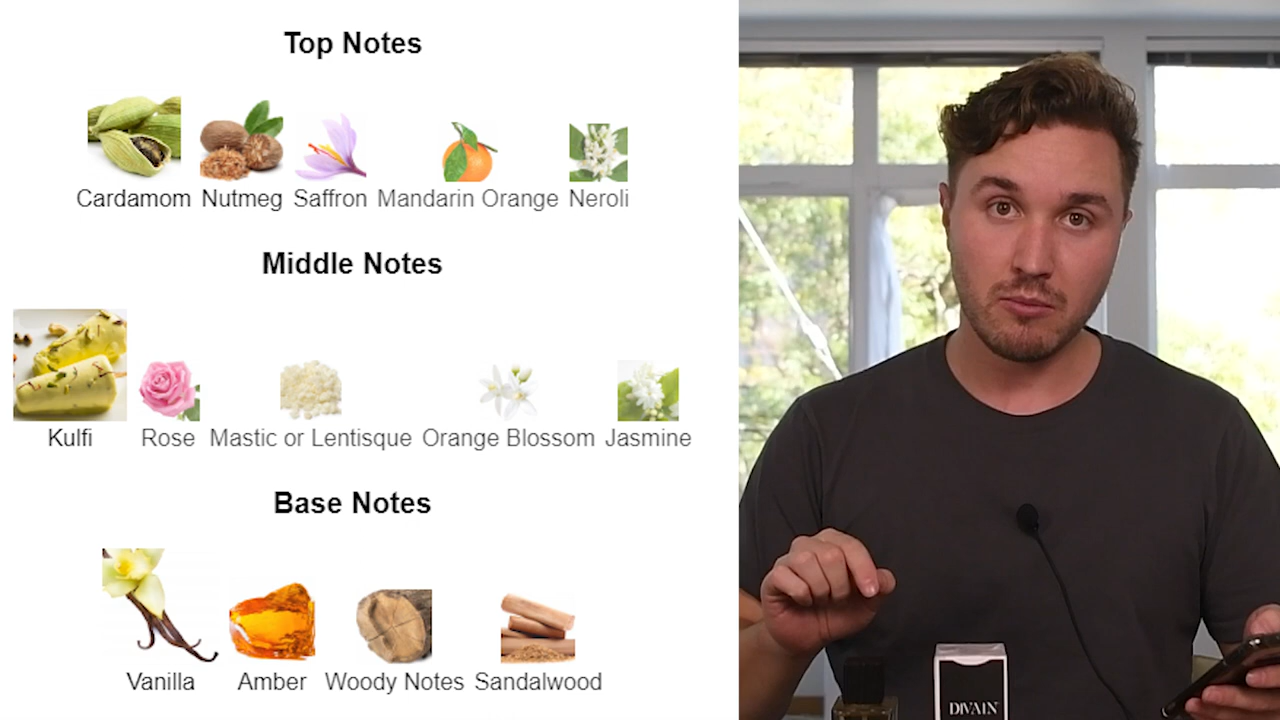 Top Notes
Cardamom Nutmeg Saffron Mandarin Orange Neroli
Middle Notes
Kulfi Rose Mastic or Lentisque Orange Blossom Jasmine
Base Notes
Vanilla Amber Woody Notes Sandalwood
DIVAIN